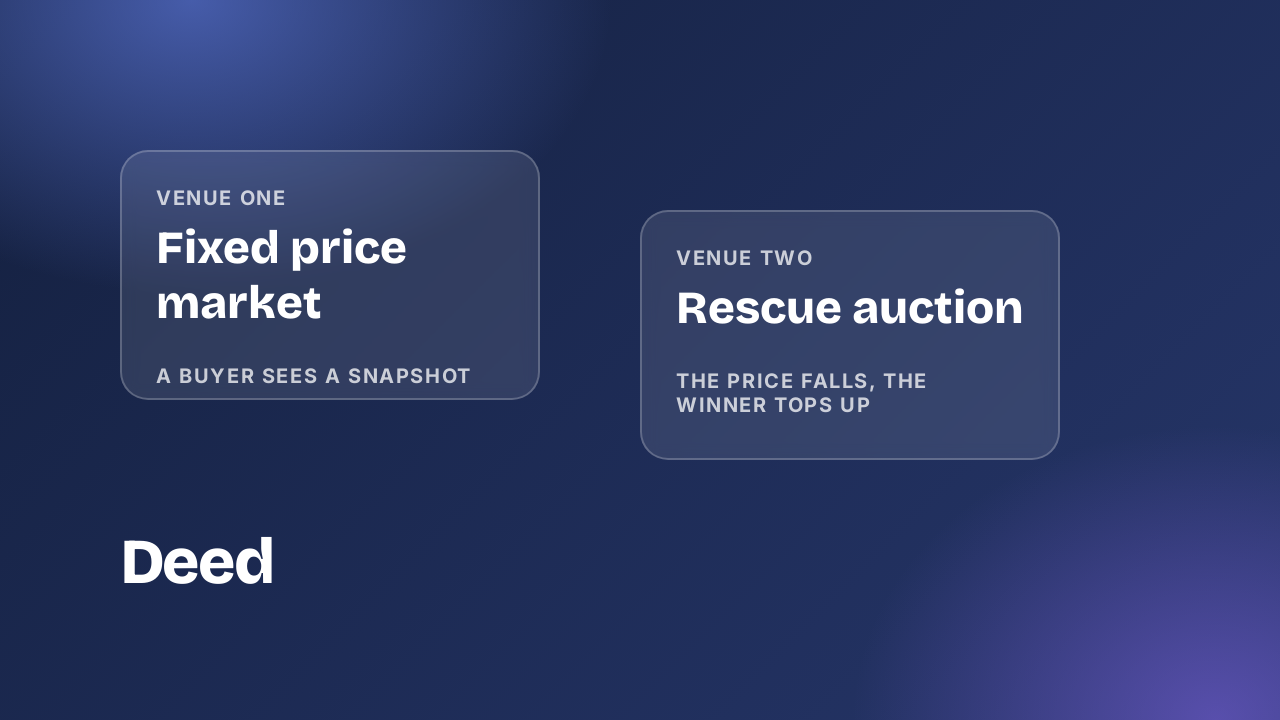 VENUE ONE
Fixed price
market
A BUYER SEES A SNAPSHOT
VENUE TWO
Rescue auction
THE PRICE FALLS, THE
WINNER TOPS UP
Deed